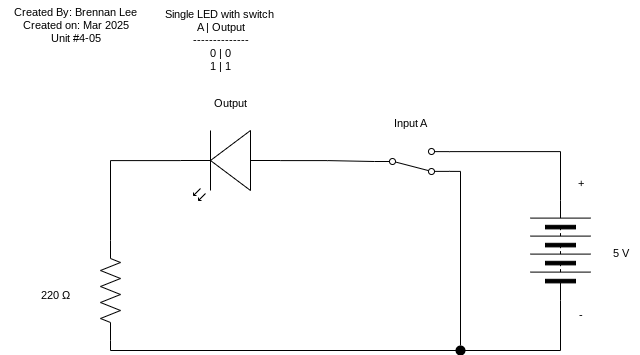 Created By: Brennan Lee
Created on: Mar 2025
Unit #4-05
Single LED with switch
A | Output
--------------
0 | 0
1 | 1
Output
Input A
+
5 V
220 Ω
-